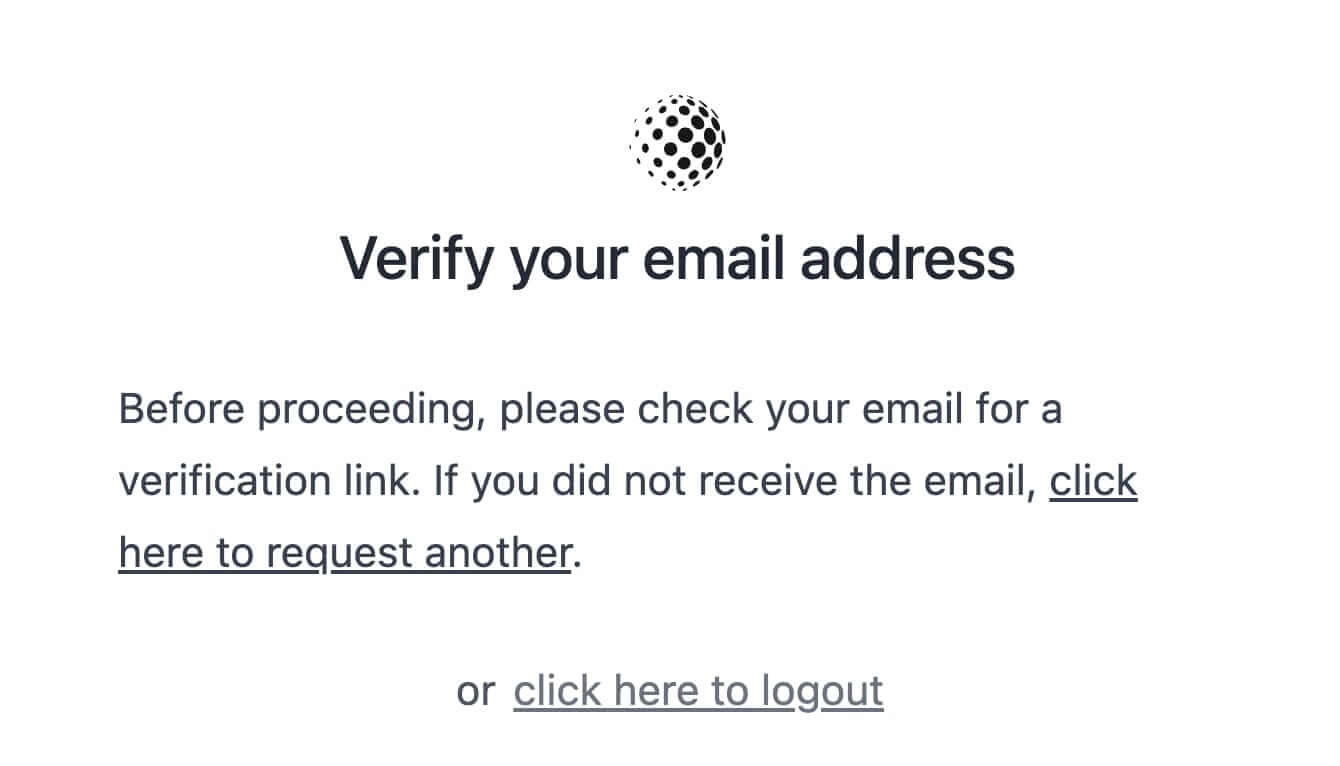 Verify your email address
Before proceeding, please check your email for a
verification link. If you did not receive the email, click
here to request another.
or click here to logout